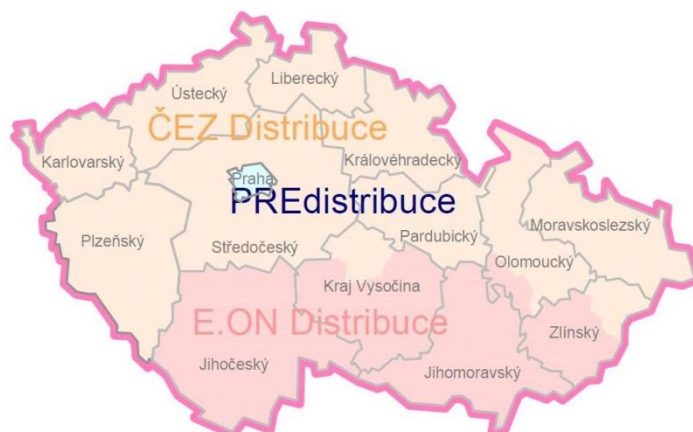 Liberecký
Ústecký
ČEZ Distribuce
Karlovarský
Královéhradecký
Praha
PREdistribuce
Plzeňský
Moravskoslezský
Pardubický
Středočeský
Olomoucký
Kraj Vysočina
E.ON Distribuce
Zlínský
Jihočeský
Jihomoravský